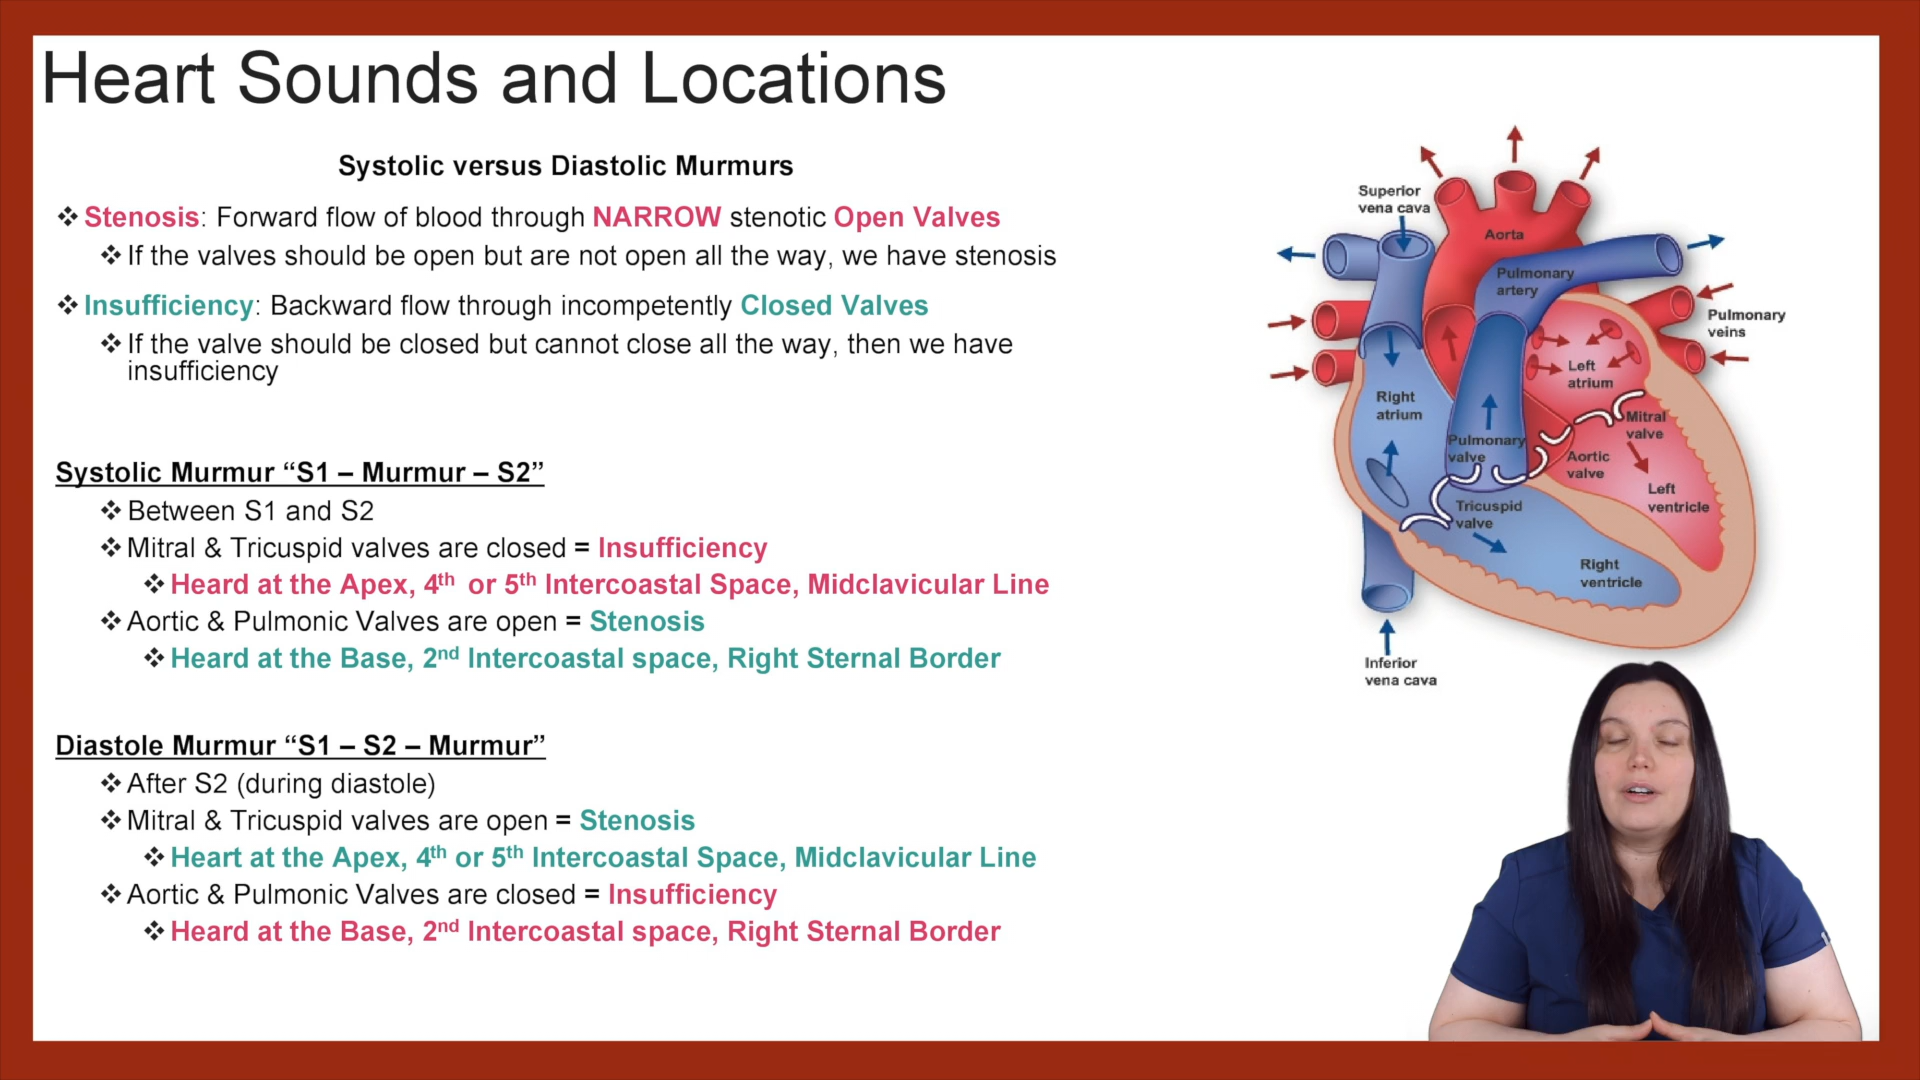 Heart Sounds and Locations
Systolic versus Diastolic Murmurs
❖ Stenosis: Forward flow of blood through NARROW stenotic Open Valves
❖ If the valves should be open but are not open all the way, we have stenosis
❖ Insufficiency: Backward flow through incompetently Closed Valves
❖ If the valve should be closed but cannot close all the way, then we have
insufficiency
Systolic Murmur “S1 – Murmur – S2”
❖ Between S1 and S2
❖ Mitral & Tricuspid valves are closed = Insufficiency
❖ Heard at the Apex, 4th or 5th Intercoastal Space, Midclavicular Line
❖ Aortic & Pulmonic Valves are open = Stenosis
❖ Heard at the Base, 2nd Intercoastal space, Right Sternal Border
Diastole Murmur “S1 – S2 – Murmur”
❖ After S2 (during diastole)
❖ Mitral & Tricuspid valves are open = Stenosis
❖ Heart at the Apex, 4th or 5th Intercoastal Space, Midclavicular Line
❖ Aortic & Pulmonic Valves are closed = Insufficiency
❖ Heard at the Base, 2nd Intercoastal space, Right Sternal Border
Superior
vena cava
Aorta
Pulmonary
artery
Pulmonary
veins
Left
atrium
Right
atrium
Mitral
valve
Pulmonary
valve
Aortic
valve
Left
ventricle
Tricuspid
valve
Right
ventricle
Inferior
vena cava